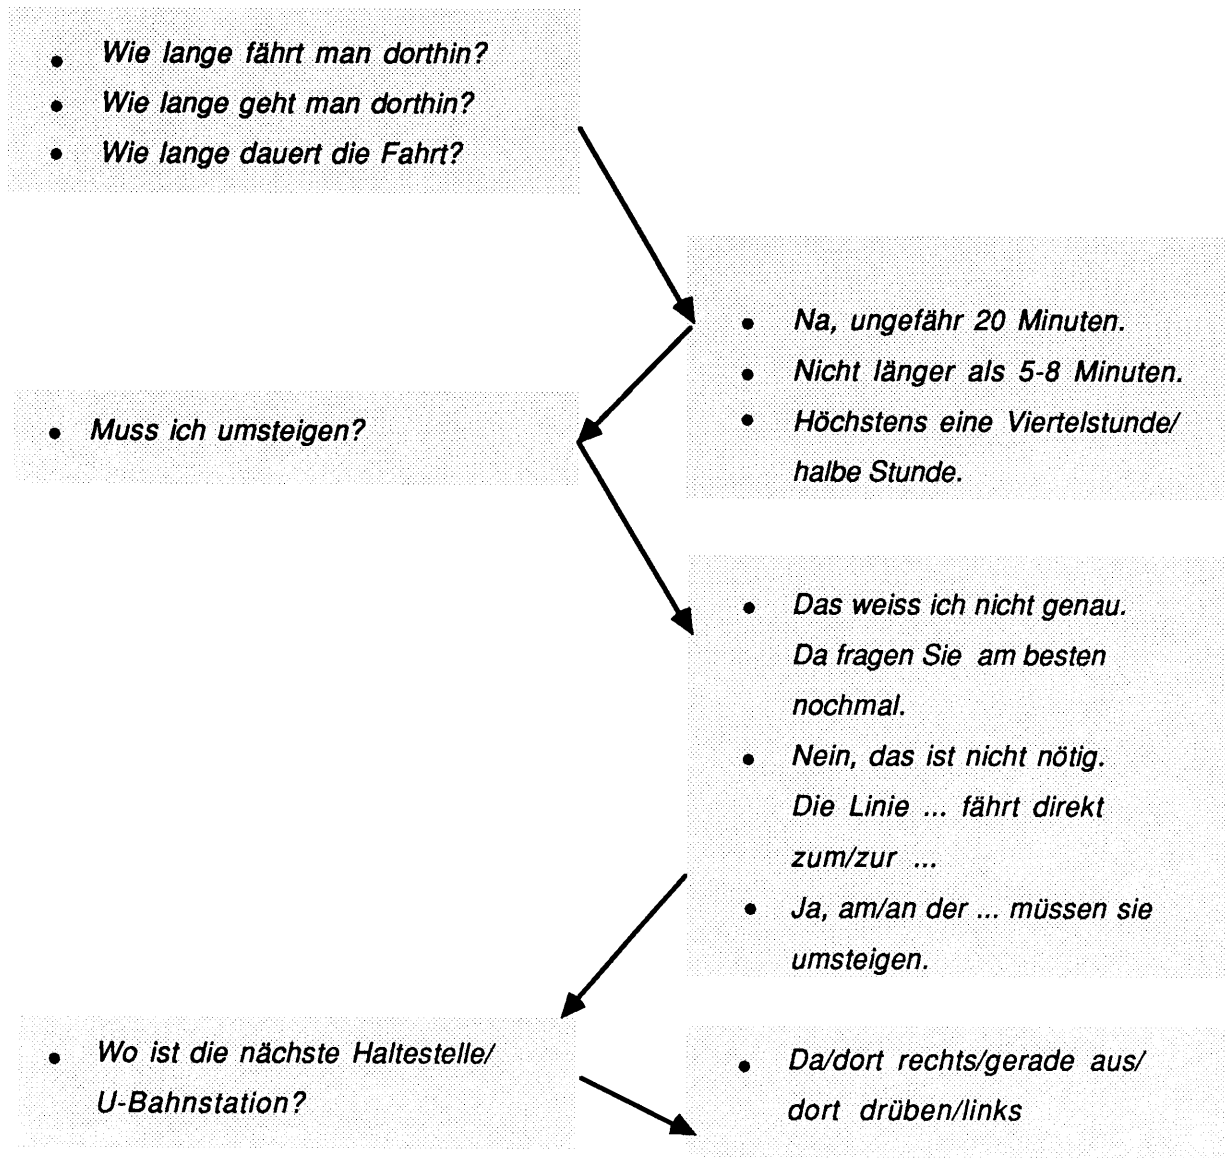 • Wie lange fährt man dorthin?
• Wie lange geht man dorthin?
• Wie lange dauert die Fahrt?
• Na, ungefähr 20 Minuten.
• Nicht länger als 5-8 Minuten.
• Höchstens eine Viertelstunde/
halbe Stunde.
• Muss ich umsteigen?
• Das weiss ich nicht genau.
Da fragen Sie am besten
nochmal.
• Nein, das ist nicht nötig.
Die Linie ... fährt direkt
zum/zur ...
• Ja, am/an der ... müssen sie
umsteigen.
• Wo ist die nächste Haltestelle/
U-Bahnstation?
• Da/dort rechts/gerade aus/
dort drüben/links